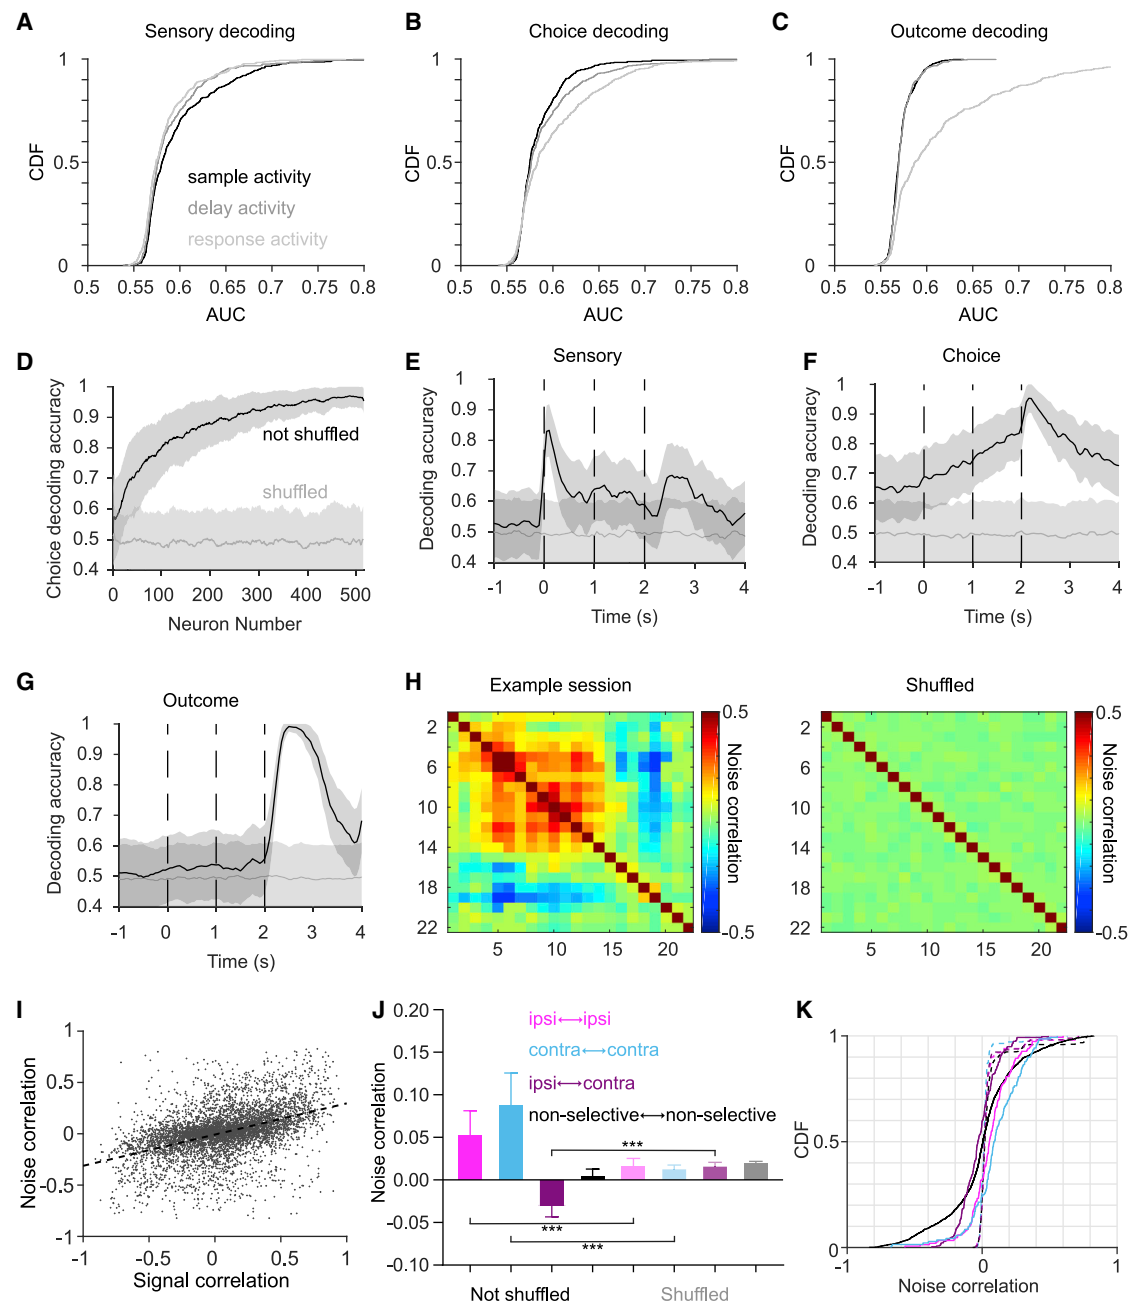 A
Sensory decoding
CDF
1
0.5
0
sample activity
delay activity
response activity
0.5 0.55 0.6 0.65 0.7 0.75 0.8
AUC
B
Choice decoding
CDF
1
0.5
0
0.5 0.55 0.6 0.65 0.7 0.75 0.8
AUC
C
Outcome decoding
CDF
1
0.5
0
0.5 0.55 0.6 0.65 0.7 0.75 0.8
AUC
D
Choice decoding accuracy
1
0.9
0.8
0.7
0.6
0.5
0.4
not shuffled
shuffled
0 100 200 300 400 500
Neuron Number
E
Sensory
Decoding accuracy
1
0.9
0.8
0.7
0.6
0.5
0.4
-1 0 1 2 3 4
Time (s)
F
Choice
Decoding accuracy
1
0.9
0.8
0.7
0.6
0.5
0.4
-1 0 1 2 3 4
Time (s)
G
Outcome
Decoding accuracy
1
0.9
0.8
0.7
0.6
0.5
0.4
-1 0 1 2 3 4
Time (s)
H
Example session
2
6
10
14
18
22
5 10 15 20
0.5
Noise correlation
-0.5
Shuffled
2
6
10
14
18
22
5 10 15 20
0.5
Noise correlation
-0.5
I
Noise correlation
1
0.5
0
-0.5
-1
-1 -0.5 0 0.5 1
Signal correlation
J
Noise correlation
0.20
0.15
0.10
0.05
0.00
-0.05
-0.10
ipsi⟷ipsi
contra⟷contra
ipsi⟷contra
non-selective⟷non-selective
***
***
***
Not shuffled
Shuffled
K
CDF
1
0.5
0
-1 0 1
Noise correlation